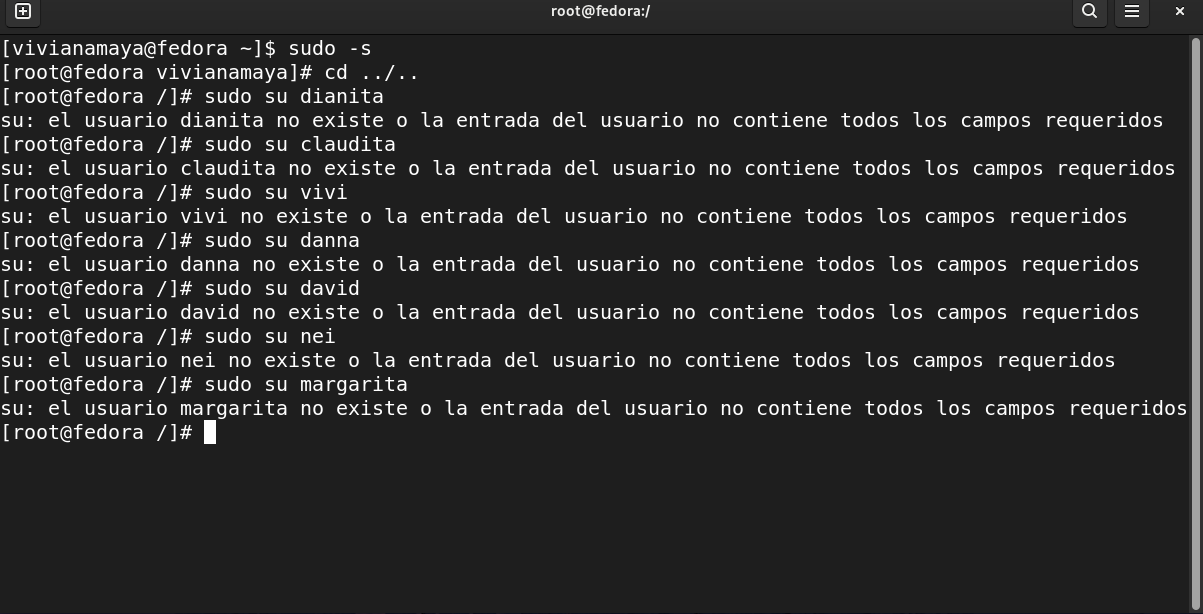 root@fedora:/
[vivianamaya@fedora ~]$ sudo -s
[root@fedora vivianamaya]# cd ../..
[root@fedora /]# sudo su dianita
su: el usuario dianita no existe o la entrada del usuario no contiene todos los campos requeridos
[root@fedora /]# sudo su claudita
su: el usuario claudita no existe o la entrada del usuario no contiene todos los campos requeridos
[root@fedora /]# sudo su vivi
su: el usuario vivi no existe o la entrada del usuario no contiene todos los campos requeridos
[root@fedora /]# sudo su danna
su: el usuario danna no existe o la entrada del usuario no contiene todos los campos requeridos
[root@fedora /]# sudo su david
su: el usuario david no existe o la entrada del usuario no contiene todos los campos requeridos
[root@fedora /]# sudo su nei
su: el usuario nei no existe o la entrada del usuario no contiene todos los campos requeridos
[root@fedora /]# sudo su margarita
su: el usuario margarita no existe o la entrada del usuario no contiene todos los campos requeridos
[root@fedora /]#